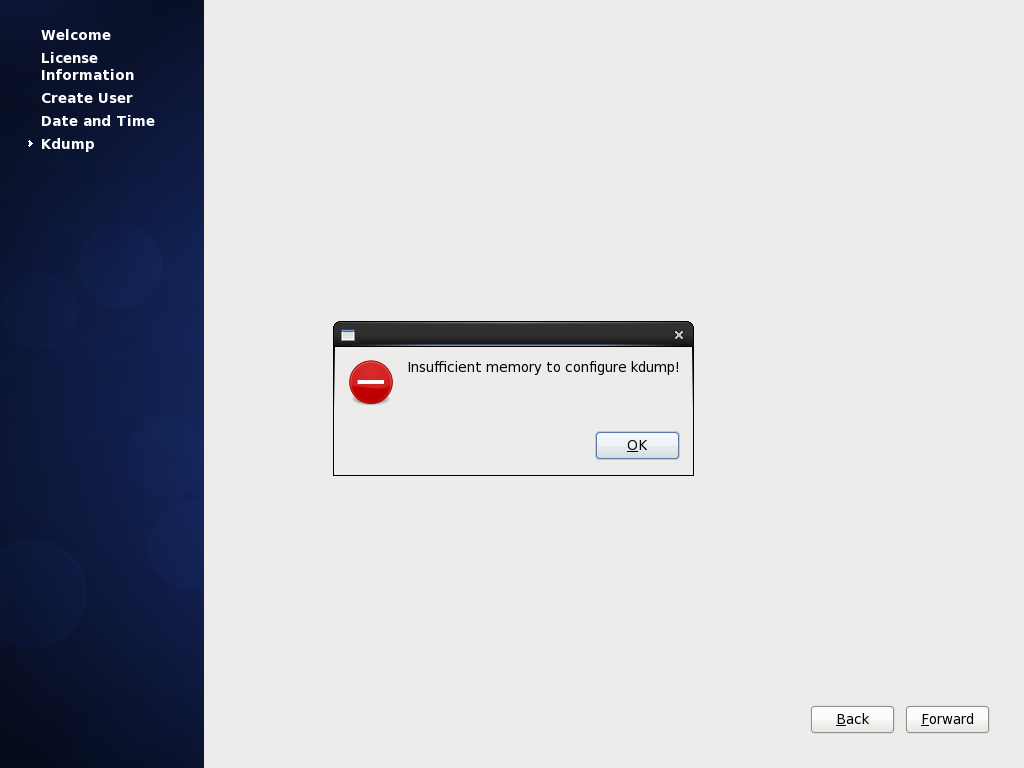 Welcome
License
Information
Create User
Date and Time
Kdump
Insufficient memory to configure kdump!
OK
Back
Forward